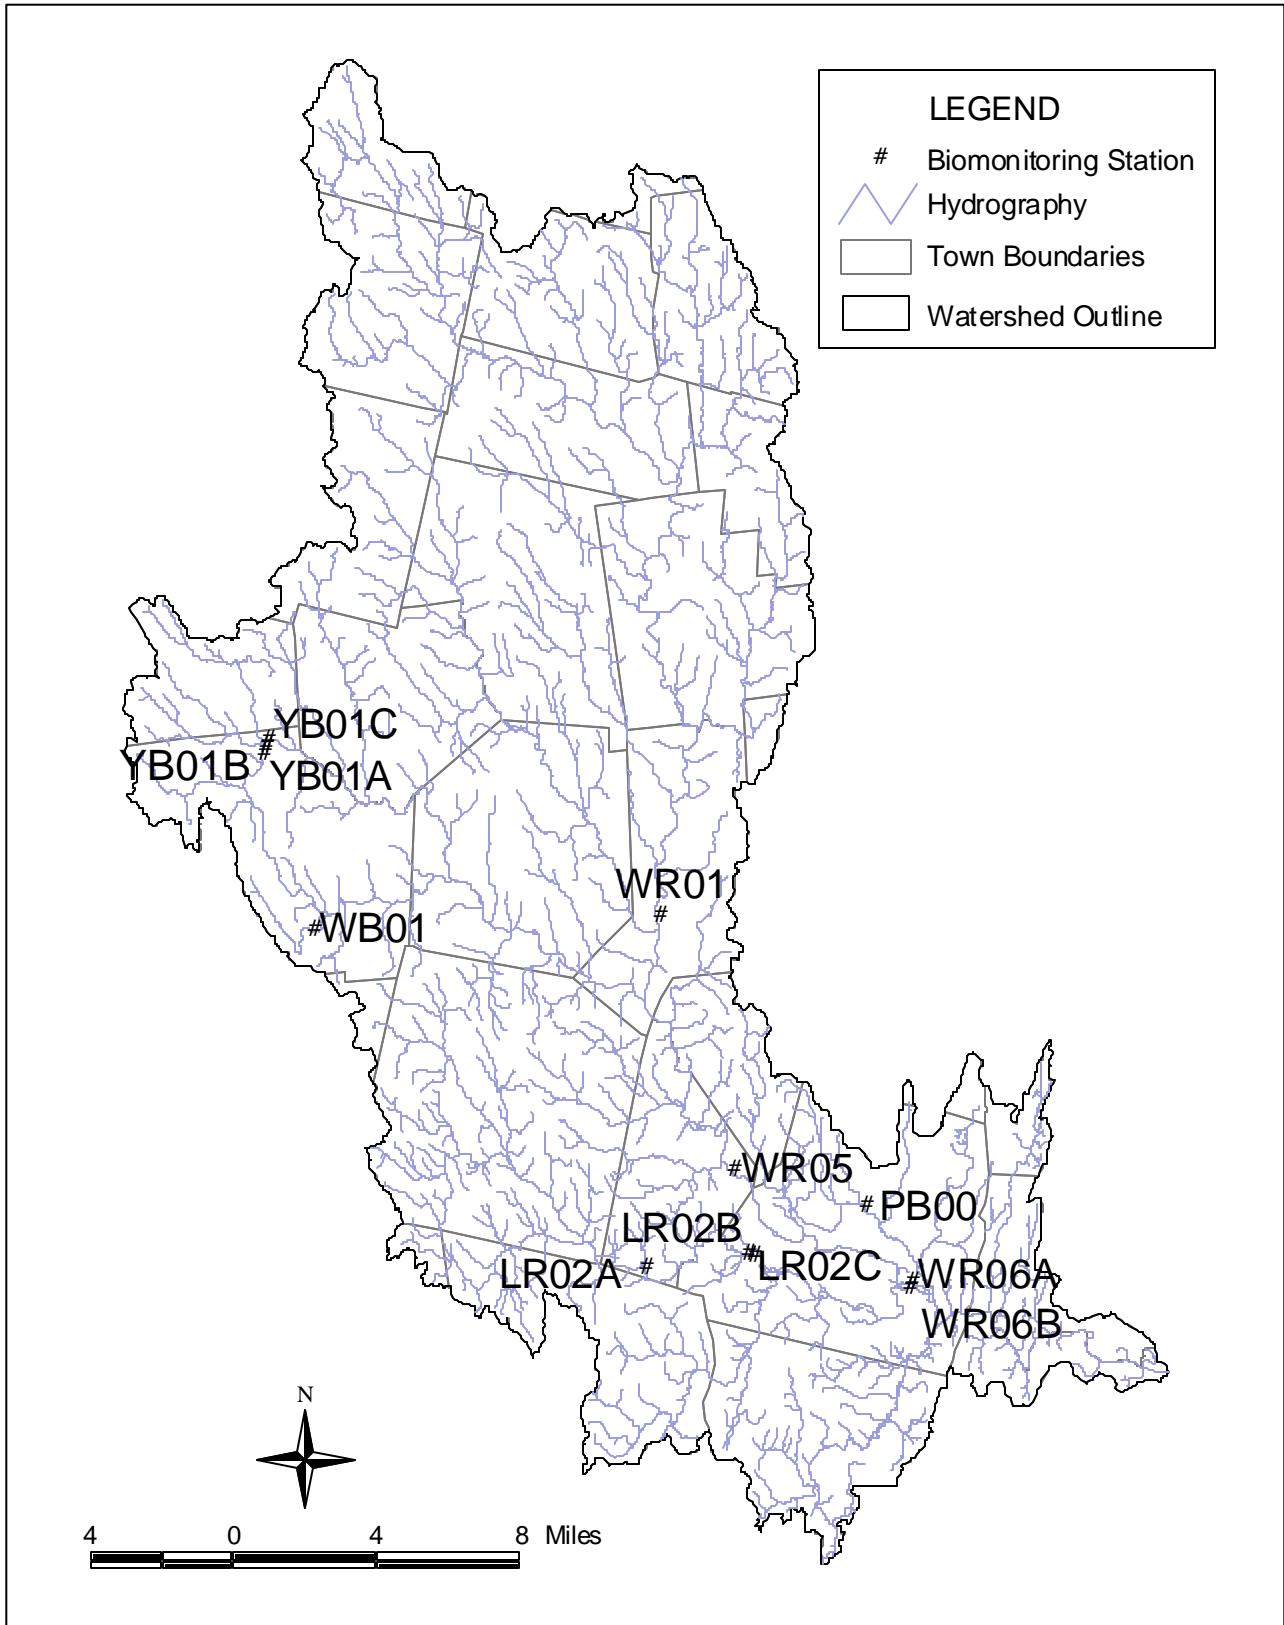 LEGEND
# Biomonitoring Station
Hydrography
Town Boundaries
Watershed Outline
YB01C
YB01B
YB01A
WR01
WB01
WR05
PB00
LR02B
LR02C
LR02A
WR06A
WR06B
N
4 0 4 8 Miles